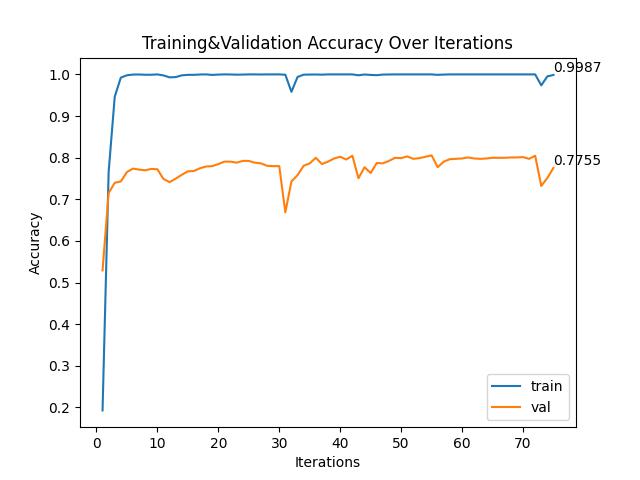 Training&Validation Accuracy Over Iterations
0.9987
0.7755
1.0
0.9
0.8
0.7
0.6
0.5
0.4
0.3
0.2
Accuracy
train
val
0 10 20 30 40 50 60 70
Iterations